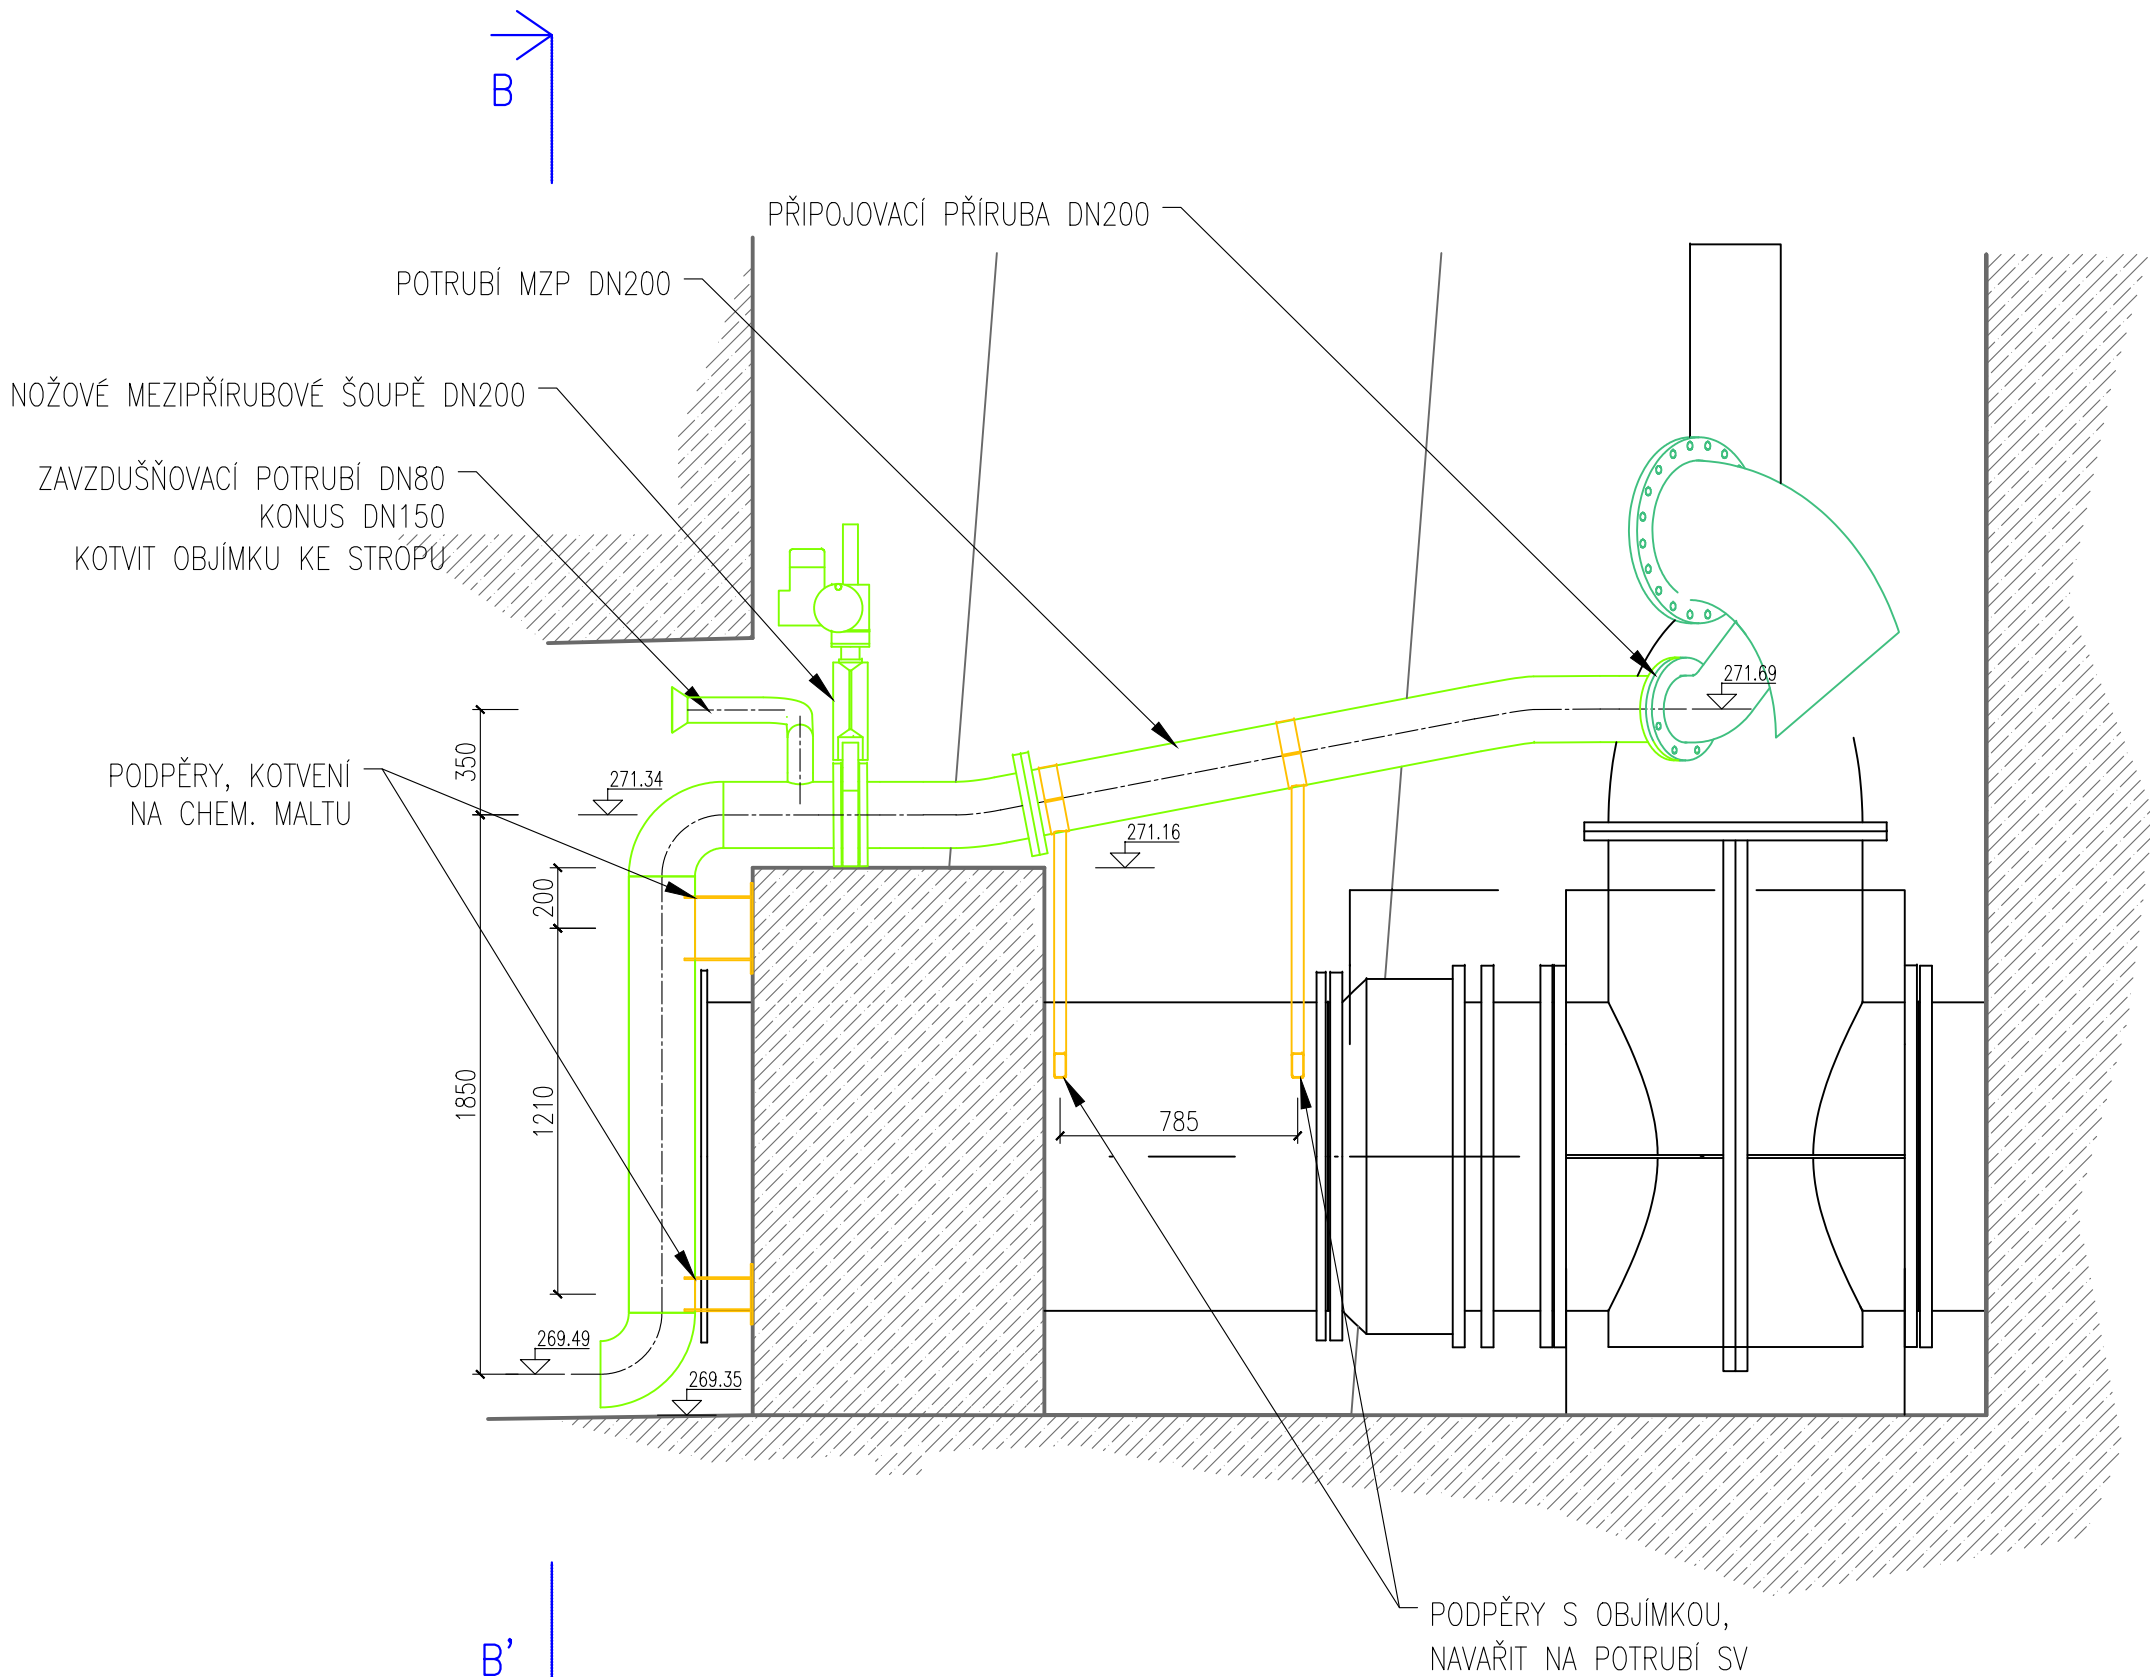 B
PŘIPOJOVACÍ PŘÍRUBA DN200
POTRUBÍ MZP DN200
NOŽOVÉ MEZIPŘÍRUBOVÉ ŠOUPĚ DN200
ZAVZDUŠŇOVACÍ POTRUBÍ DN80
KONUS DN150
KOTVIT OBJÍMKU KE STROPU
271.69
350
PODPĚRY, KOTVENÍ
NA CHEM. MALTU
271.34
271.16
200
1850
1210
785
269.49
269.35
PODPĚRY S OBJÍMKOU,
NAVAŘIT NA POTRUBÍ SV
B'